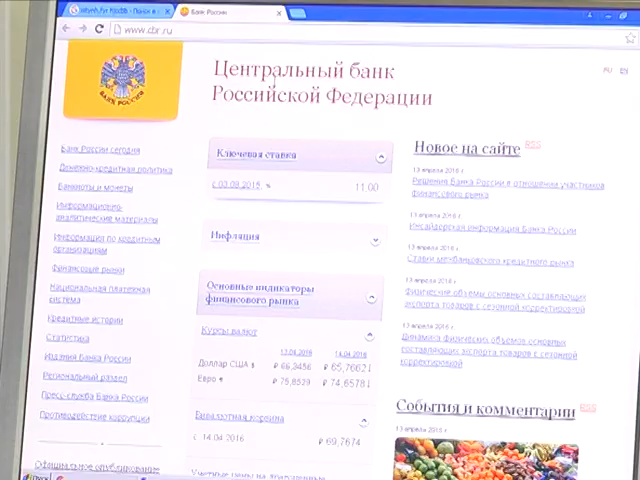 Банк России
www.cbr.ru
БАНК РОССИИ
Центральный банк
Российской Федерации
RU EN
Банк России сегодня
Денежно-кредитная политика
Банкноты и монеты
Информационно-
аналитические материалы
Информация по кредитным
организациям
Финансовые рынки
Национальная платежная
система
Кредитные истории
Статистика
Издания Банка России
Региональный раздел
Пресс-служба Банка России
Противодействие коррупции
Официальное опубликование
Ключевая ставка
с 03.08.2015, %
11,00
Инфляция
Основные индикаторы
финансового рынка
Курсы валют
13.04.2016 14.04.2016
Доллар США $ ₽ 66,3456 ₽ 65,7662
Евро € ₽ 75,6529 ₽ 74,6578
Бивалютная корзина
с 14.04.2016 ₽ 69,7674
Новое на сайте RSS
13 апреля 2016 г.
Решения Банка России в отношении участников
финансового рынка
13 апреля 2016 г.
Инсайдерская информация Банка России
13 апреля 2016 г.
Ставки межбанковского кредитного рынка
13 апреля 2016 г.
Физические объемы основных составляющих
экспорта товаров с сезонной корректировкой
13 апреля 2016 г.
Динамика физических объемов основных
составляющих экспорта товаров с сезонной
корректировкой
События и комментарии RSS
13 апреля 2016 г.